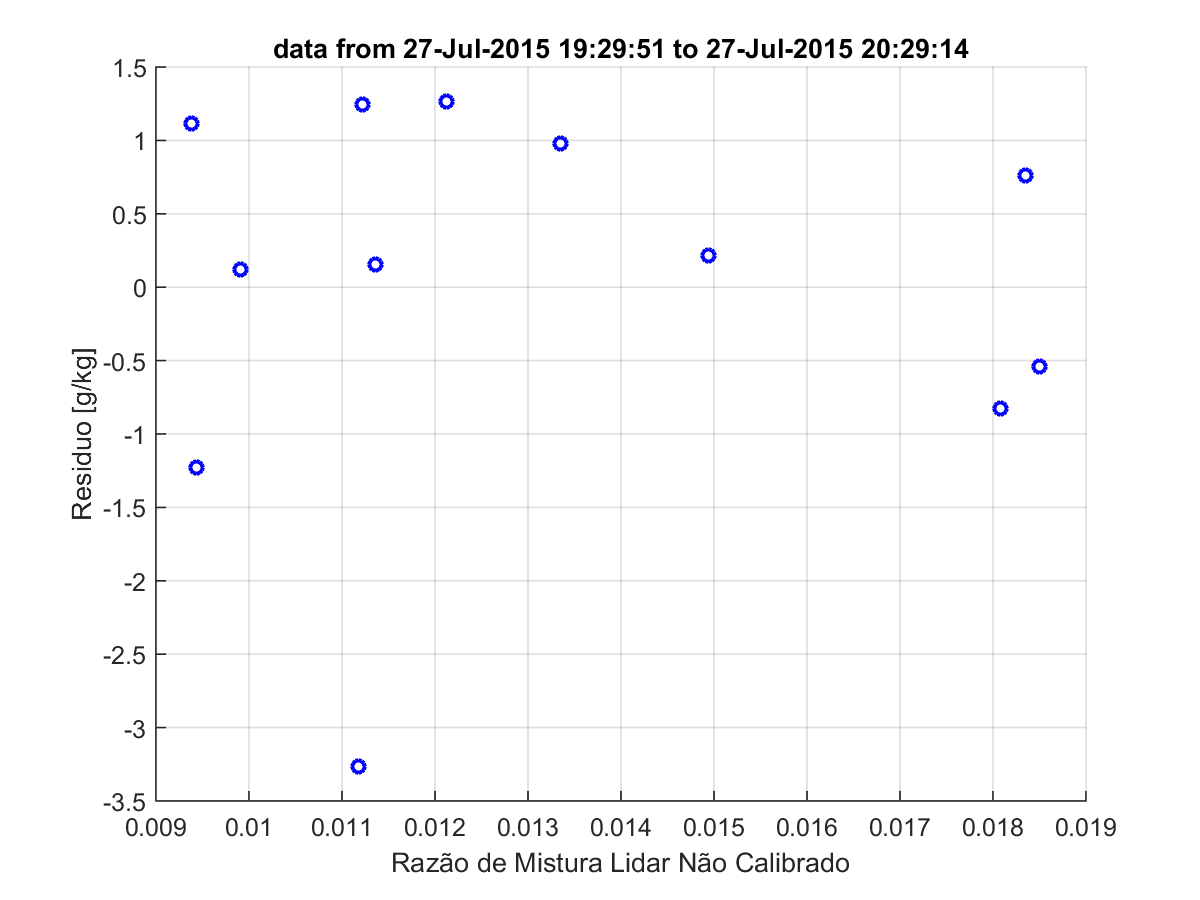 data from 27-Jul-2015 19:29:51 to 27-Jul-2015 20:29:14
1.5
1
0.5
0
-0.5
-1
-1.5
-2
-2.5
-3
-3.5
Residuo [g/kg]
0.009 0.01 0.011 0.012 0.013 0.014 0.015 0.016 0.017 0.018 0.019
Razão de Mistura Lidar Não Calibrado